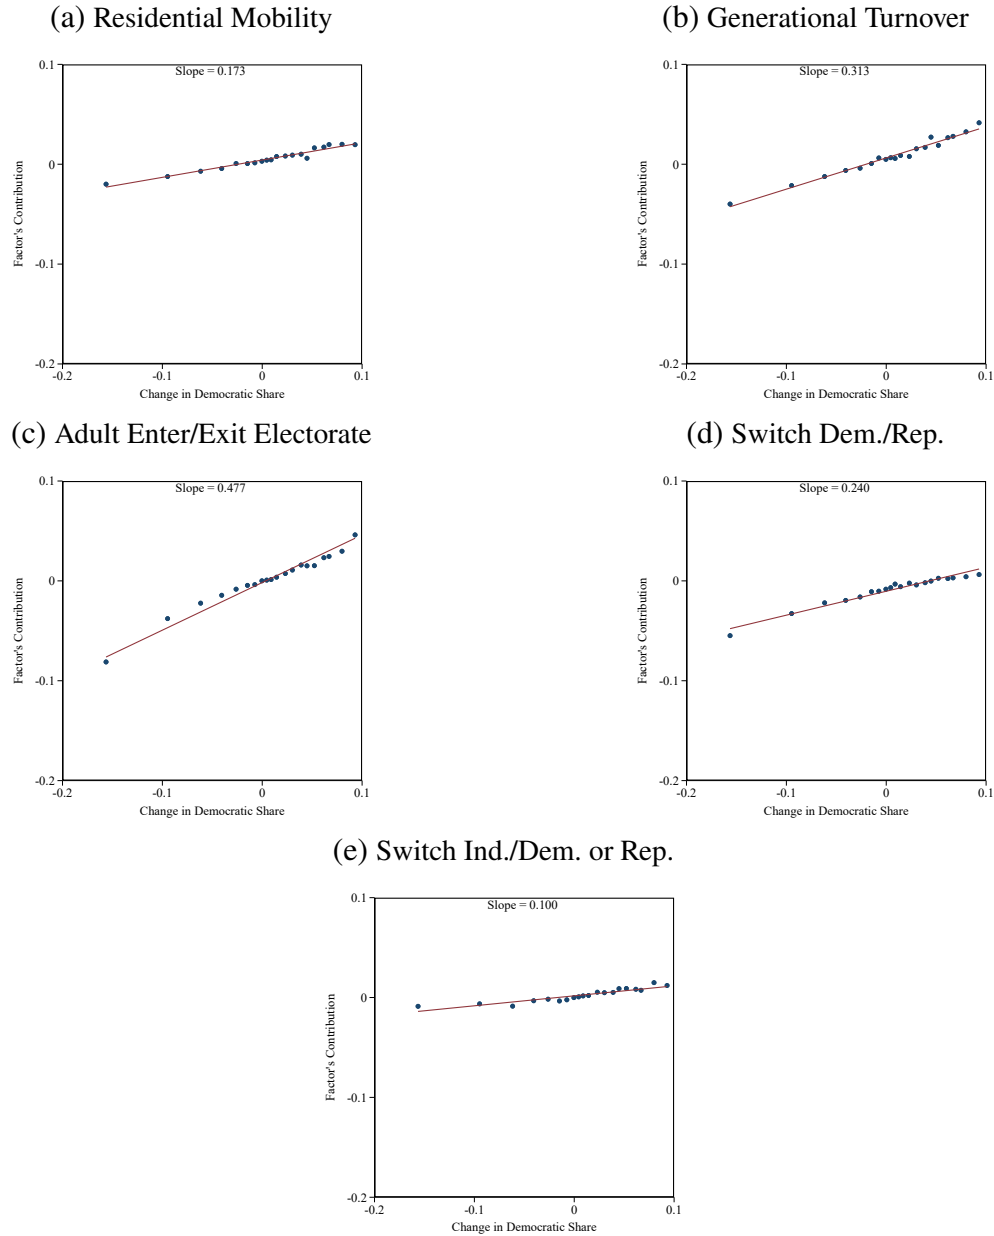 (a) Residential Mobility
Slope = 0.173
0.1
0
-0.1
-0.2
Factor's Contribution
-0.2 -0.1 0 0.1
Change in Democratic Share
(b) Generational Turnover
Slope = 0.313
0.1
0
-0.1
-0.2
Factor's Contribution
-0.2 -0.1 0 0.1
Change in Democratic Share
(c) Adult Enter/Exit Electorate
Slope = 0.477
0.1
0
-0.1
-0.2
Factor's Contribution
-0.2 -0.1 0 0.1
Change in Democratic Share
(d) Switch Dem./Rep.
Slope = 0.240
0.1
0
-0.1
-0.2
Factor's Contribution
-0.2 -0.1 0 0.1
Change in Democratic Share
(e) Switch Ind./Dem. or Rep.
Slope = 0.100
0.1
0
-0.1
-0.2
Factor's Contribution
-0.2 -0.1 0 0.1
Change in Democratic Share